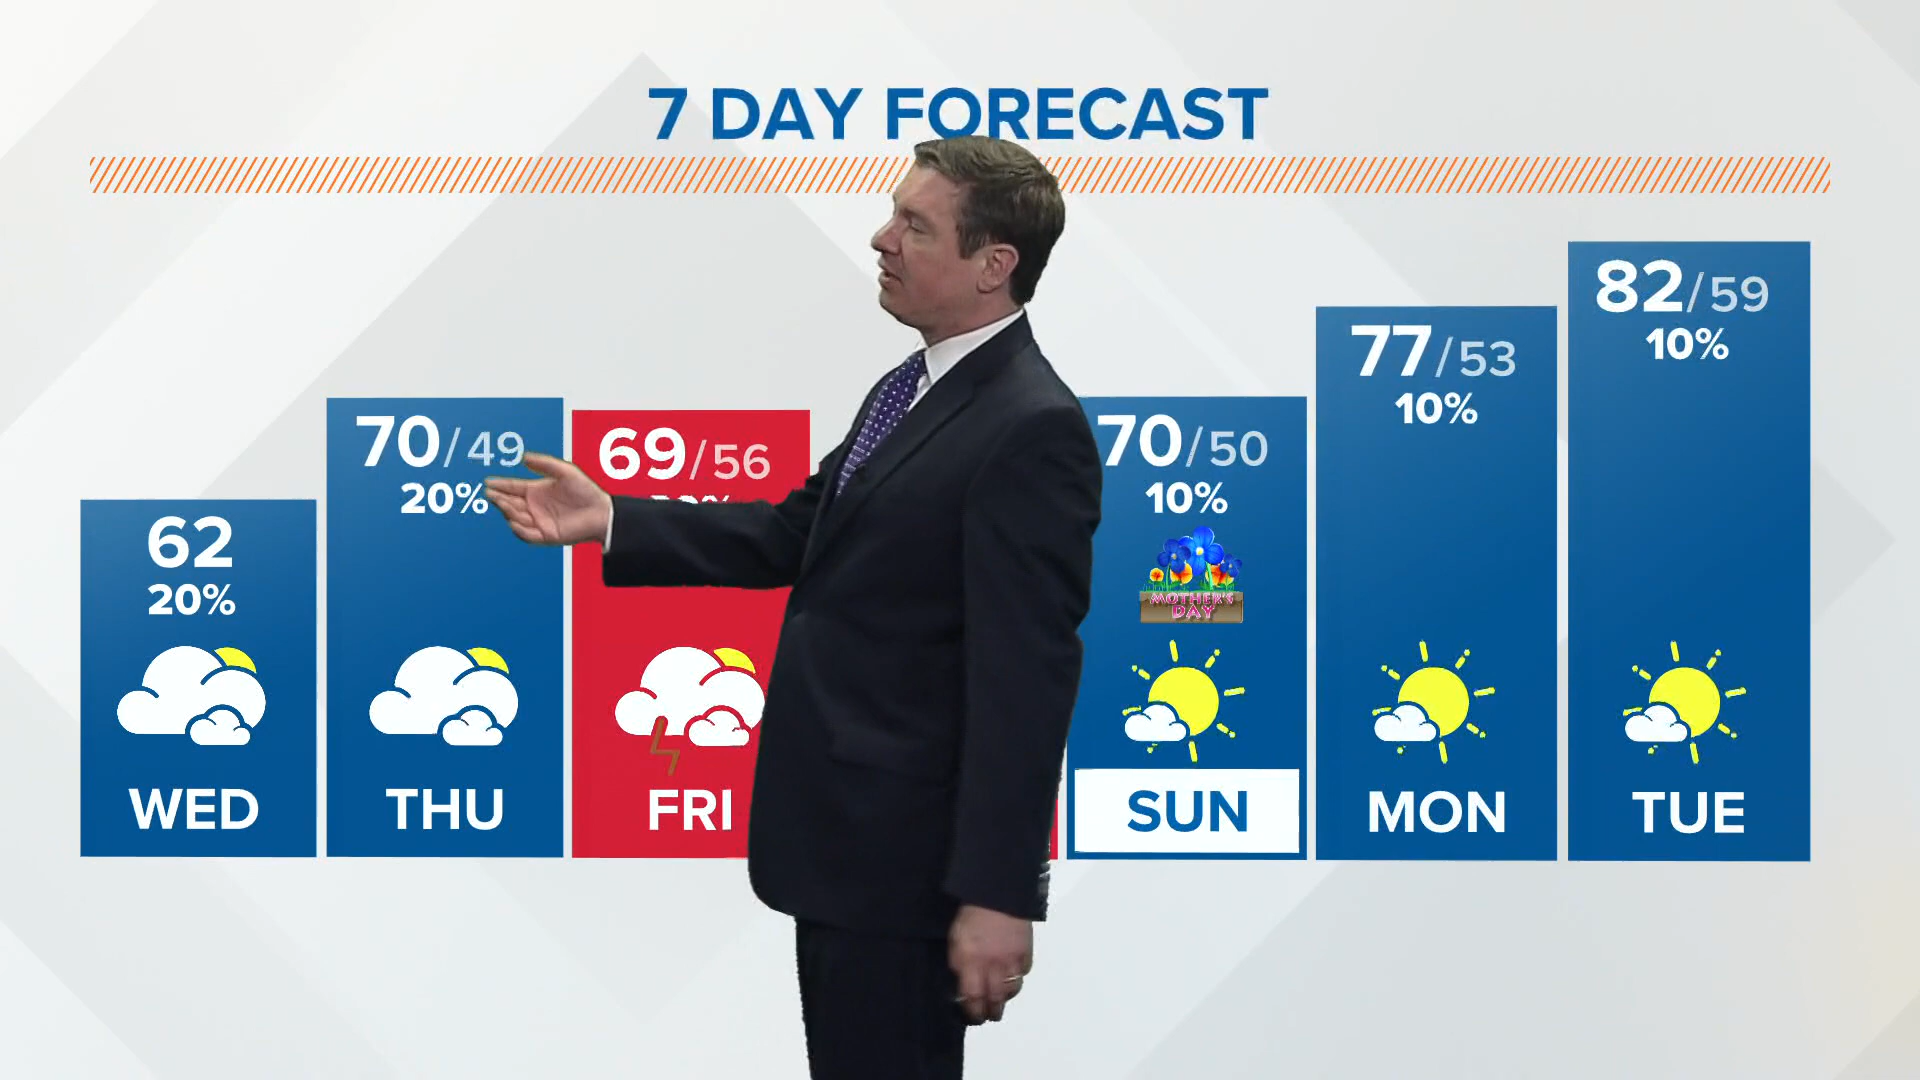 7 DAY FORECAST
62
20%
WED
70/49
20%
THU
69/56
FRI
70/50
10%
MOTHER'S
DAY
SUN
77/53
10%
MON
82/59
10%
TUE